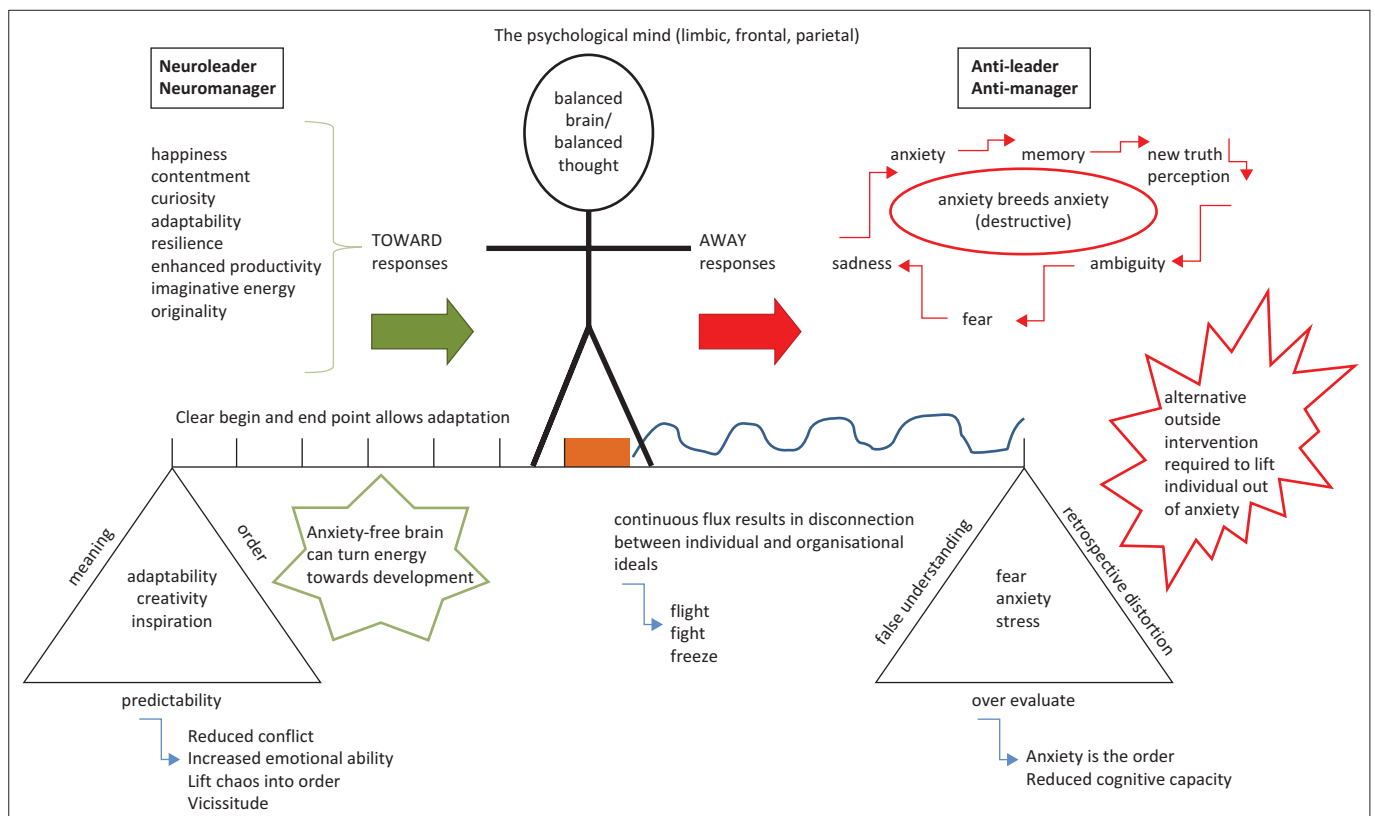 The psychological mind (limbic, frontal, parietal)
Neuroleader
Neuromanager
happiness
contentment
curiosity
adaptability
resilience
enhanced productivity
imaginative energy
originality
TOWARD
responses
balanced
brain/
balanced
thought
AWAY
responses
Anti-leader
Anti-manager
anxiety
memory
new truth
perception
anxiety breeds anxiety
(destructive)
sadness
ambiguity
fear
alternative
outside
intervention
required to lift
individual out
of anxiety
Clear begin and end point allows adaptation
meaning
order
adaptability
creativity
inspiration
Anxiety-free brain
can turn energy
towards development
predictability
Reduced conflict
Increased emotional ability
Lift chaos into order
Vicissitude
continuous flux results in disconnection
between individual and organisational
ideals
flight
fight
freeze
false understanding
retrospective distortion
fear
anxiety
stress
over evaluate
Anxiety is the order
Reduced cognitive capacity